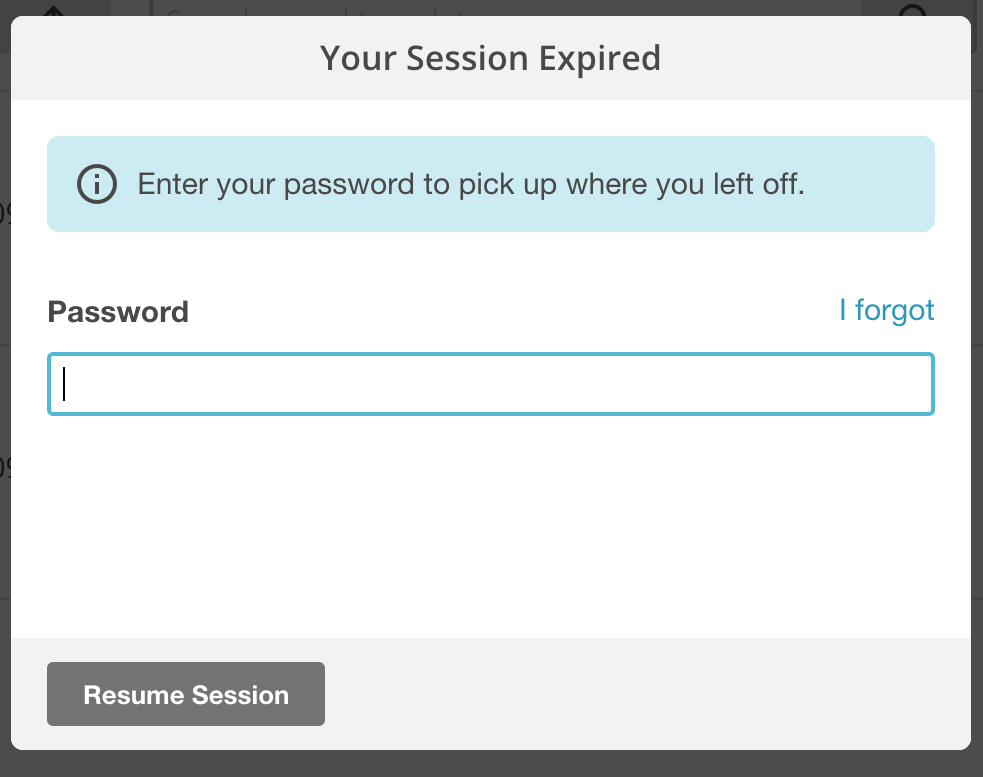 Your Session Expired
Enter your password to pick up where you left off.
Password
I forgot
Resume Session